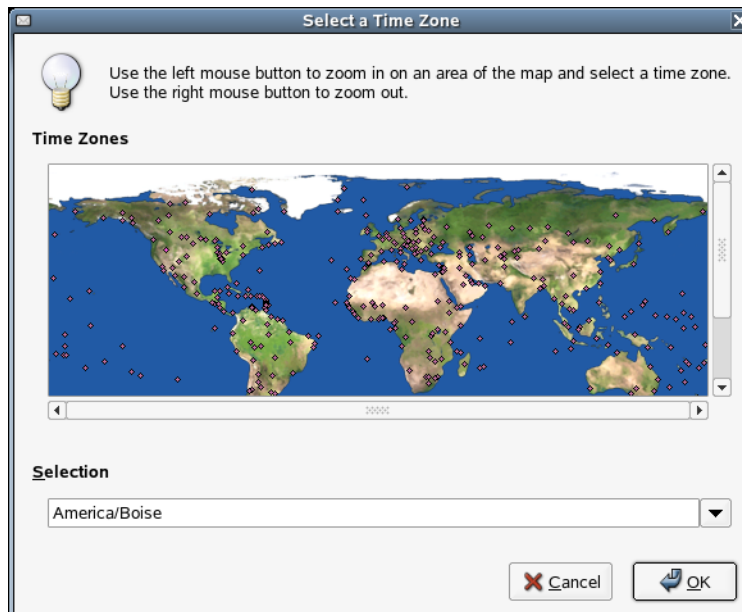 Select a Time Zone
Use the left mouse button to zoom in on an area of the map and select a time zone.
Use the right mouse button to zoom out.
Time Zones
Selection
America/Boise
Cancel
OK